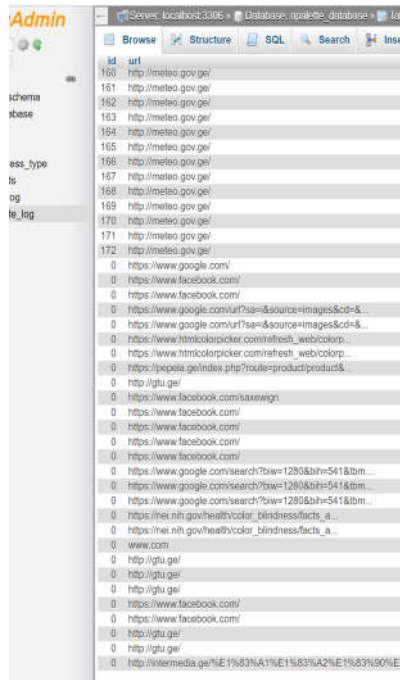 Admin
Server: localhost:3306 » Database: npalette_database » Ta
Browse Structure SQL Search Inse
id url
160 http://meteo.gov.ge/
161 http://meteo.gov.ge/
162 http://meteo.gov.ge/
163 http://meteo.gov.ge/
164 http://meteo.gov.ge/
165 http://meteo.gov.ge/
166 http://meteo.gov.ge/
167 http://meteo.gov.ge/
168 http://meteo.gov.ge/
169 http://meteo.gov.ge/
170 http://meteo.gov.ge/
171 http://meteo.gov.ge/
172 http://meteo.gov.ge/
0 https://www.google.com/
0 https://www.facebook.com/
0 https://www.facebook.com/
0 https://www.google.com/url?sa=i&source=images&cd=&...
0 https://www.google.com/url?sa=i&source=images&cd=&...
0 https://www.htmlcolorpicker.com/refresh_web/colorp...
0 https://www.htmlcolorpicker.com/refresh_web/colorp...
0 https://pepela.ge/index.php?route=product/product&...
0 http://gtu.ge/
0 https://www.facebook.com/saxewign
0 https://www.facebook.com/
0 https://www.facebook.com/
0 https://www.facebook.com/
0 https://www.google.com/search?biw=1280&bih=541&tbm...
0 https://www.google.com/search?biw=1280&bih=541&tbm...
0 https://www.google.com/search?biw=1280&bih=541&tbm...
0 https://nei.nih.gov/health/color_blindness/facts_a...
0 https://nei.nih.gov/health/color_blindness/facts_a...
0 www.com
0 http://gtu.ge/
0 http://gtu.ge/
0 http://gtu.ge/
0 https://www.facebook.com/
0 https://www.facebook.com/
0 http://gtu.ge/
0 http://gtu.ge/
0 http://intermedia.ge/%E1%83%A1%E1%83%A2%E1%83%90%E
schema
abase
ess_type
ts
og
te_log